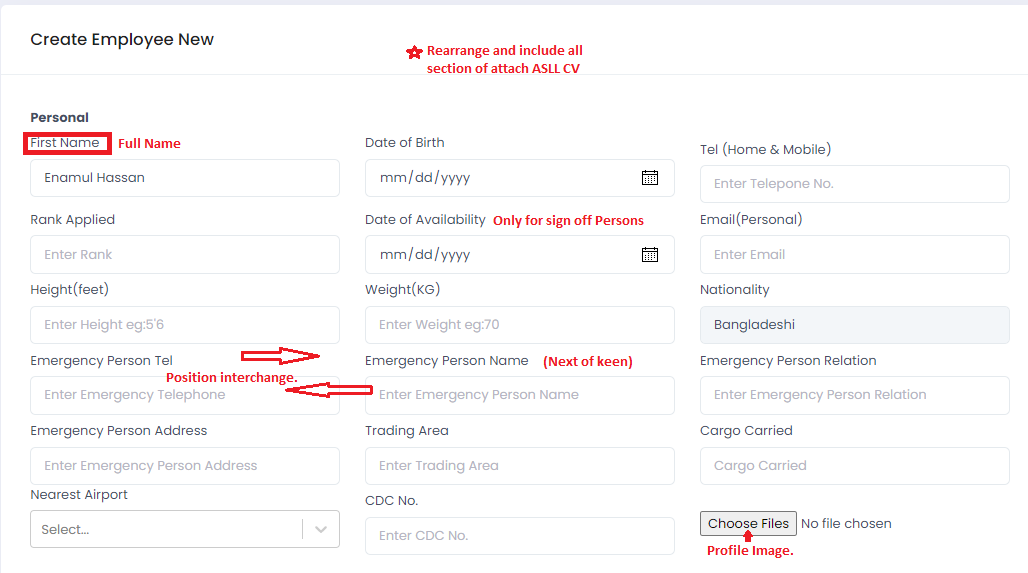 Create Employee New
Rearrange and include all
section of attach ASLL CV
Personal
First Name Full Name
Date of Birth
Tel (Home & Mobile)
Enamul Hassan
mm/dd/yyyy
Enter Telepone No.
Rank Applied
Date of Availability Only for sign off Persons
Email(Personal)
Enter Rank
mm/dd/yyyy
Enter Email
Height(feet)
Weight(KG)
Nationality
Enter Height eg:5'6
Enter Weight eg:70
Bangladeshi
Emergency Person Tel
Emergency Person Name (Next of keen)
Emergency Person Relation
Position interchange.
Enter Emergency Telephone
Enter Emergency Person Name
Enter Emergency Person Relation
Emergency Person Address
Trading Area
Cargo Carried
Enter Emergency Person Address
Enter Trading Area
Cargo Carried
Nearest Airport
CDC No.
Select...
Enter CDC No.
Choose Files No file chosen
Profile Image.